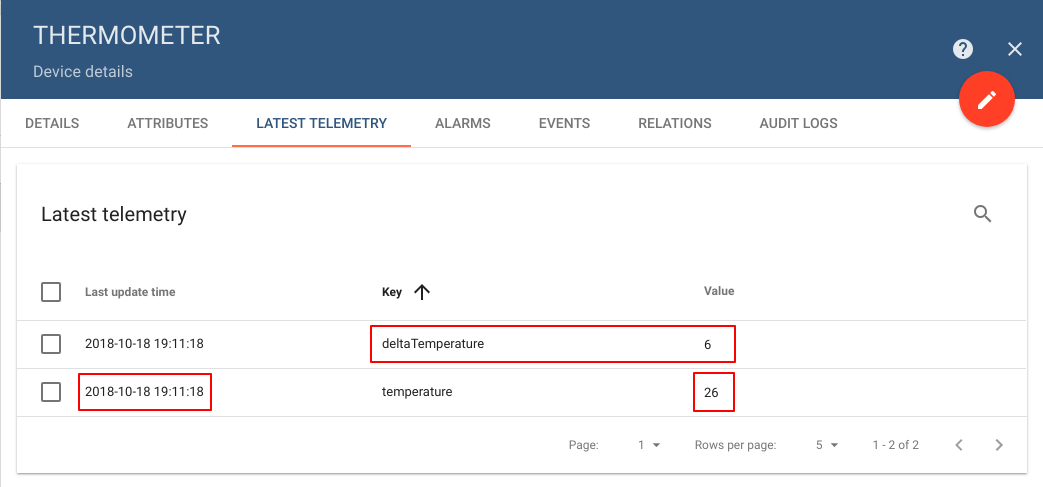 THERMOMETER
Device details
DETAILS ATTRIBUTES LATEST TELEMETRY ALARMS EVENTS RELATIONS AUDIT LOGS
Latest telemetry
Last update time Key Value
2018-10-18 19:11:18 deltaTemperature 6
2018-10-18 19:11:18 temperature 26
Page: 1 Rows per page: 5 1 - 2 of 2